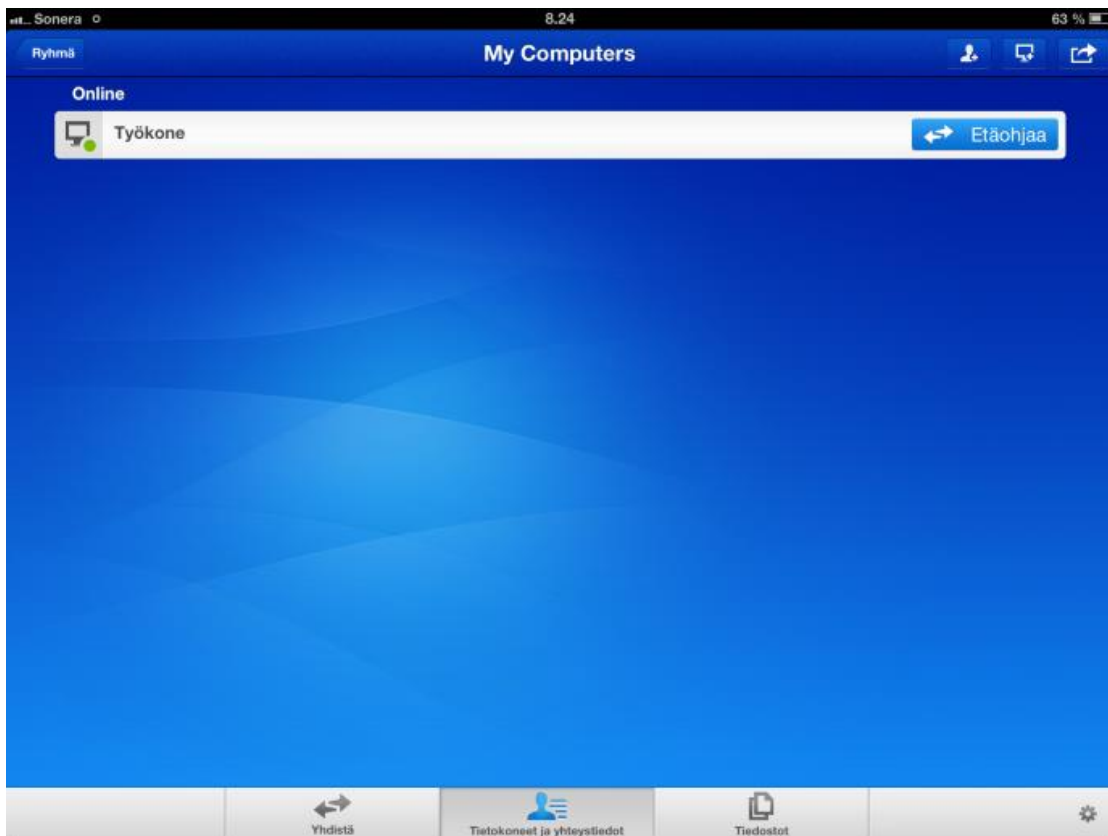 Sonera
8.24
63 %
Ryhmä
My Computers
Online
Työkone
Etäohjaa
Yhdistä
Tietokoneet ja yhteystiedot
Tiedostot